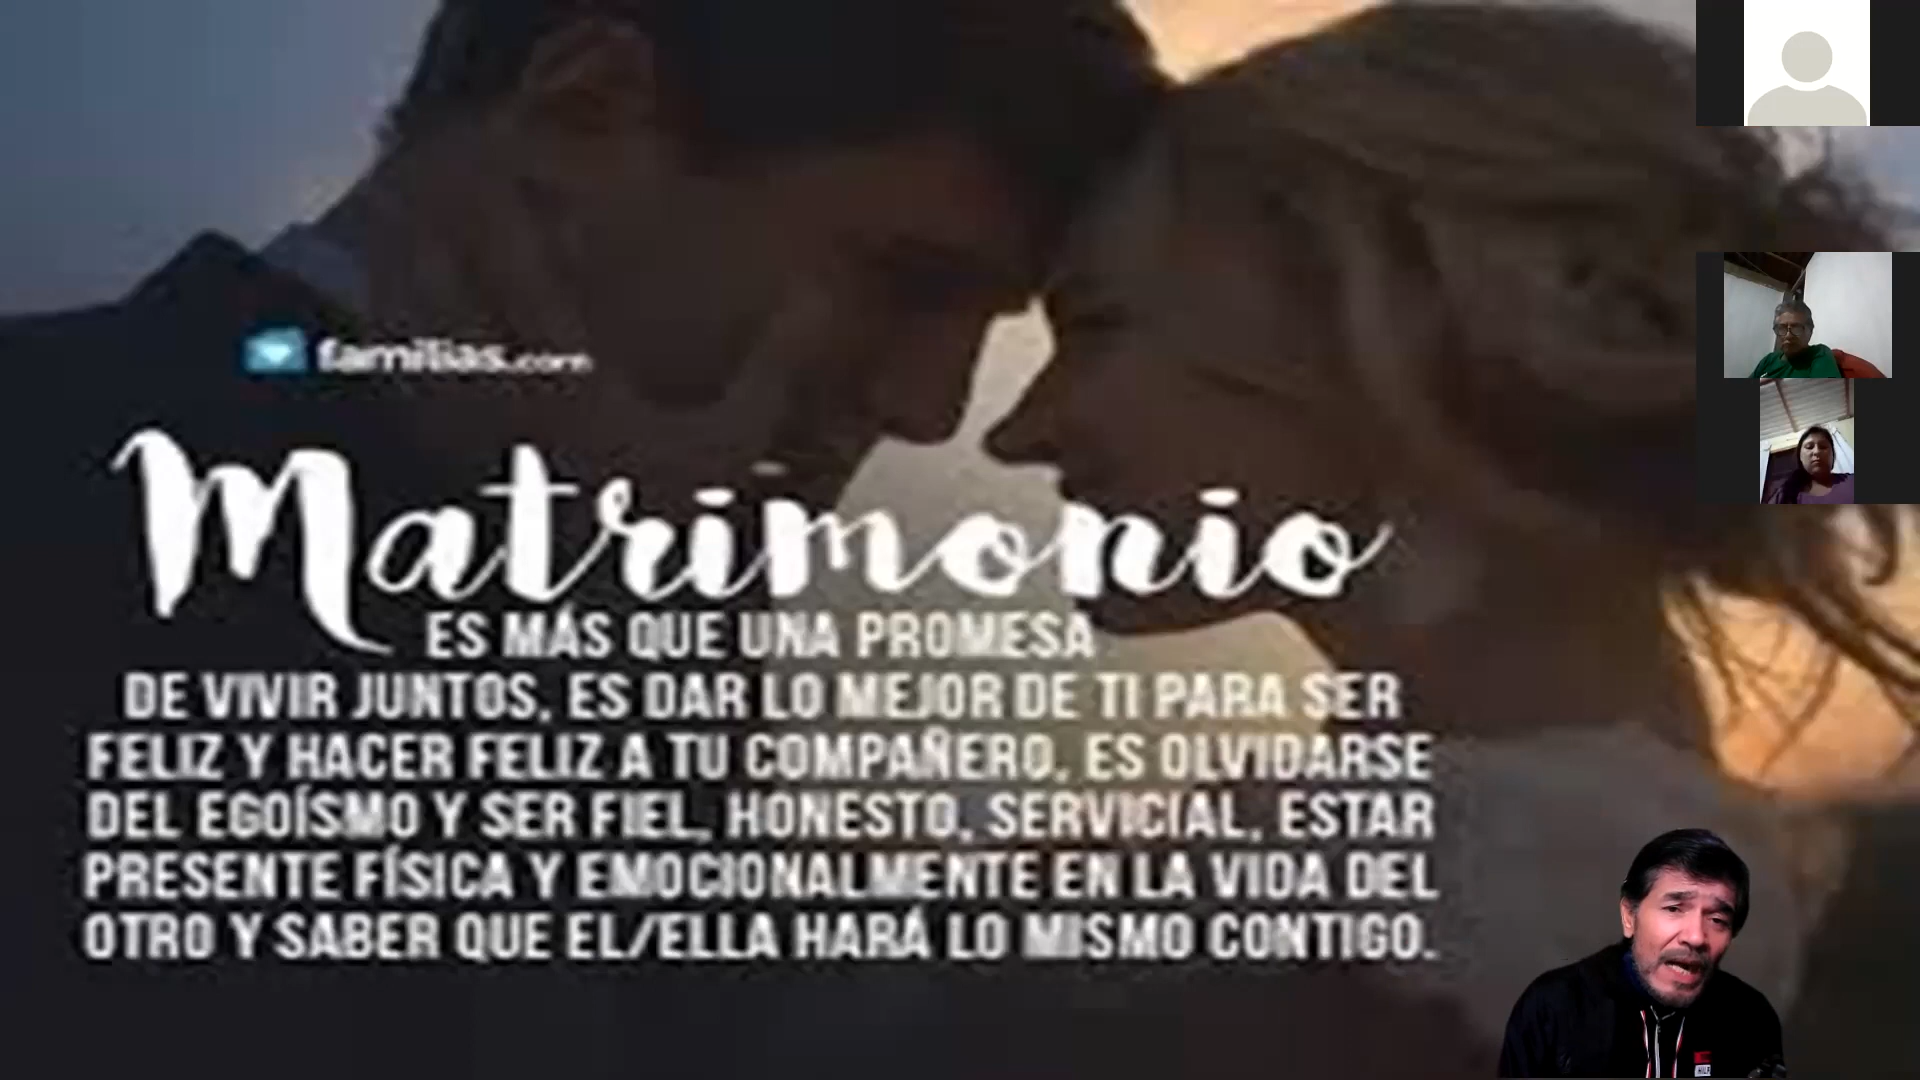 familias.com
Matrimonio
ES MÁS QUE UNA PROMESA
DE VIVIR JUNTOS, ES DAR LO MEJOR DE TI PARA SER
FELIZ Y HACER FELIZ A TU COMPAÑERO. ES OLVIDARSE
DEL EGOÍSMO Y SER FIEL, HONESTO, SERVICIAL, ESTAR
PRESENTE FÍSICA Y EMOCIONALMENTE EN LA VIDA DEL
OTRO Y SABER QUE EL/ELLA HARÁ LO MISMO CONTIGO.